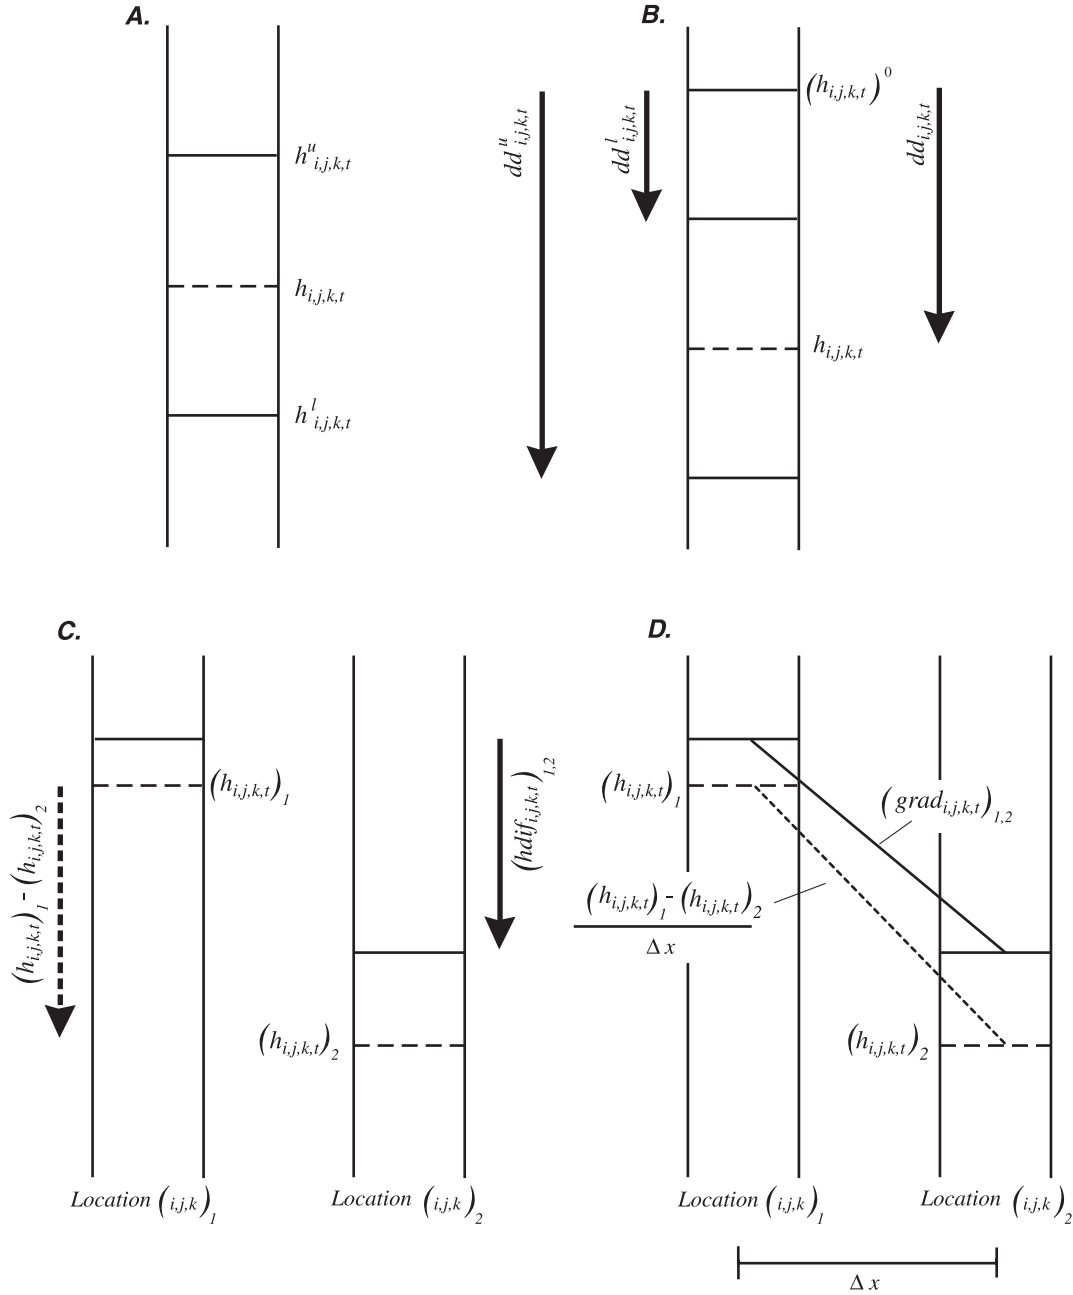 A.
h^u_{i,j,k,t}
h_{i,j,k,t}
h^l_{i,j,k,t}
B.
dd^u_{i,j,k,t}
dd^l_{i,j,k,t}
(h_{i,j,k,t})^0
dd_{i,j,k,t}
h_{i,j,k,t}
C.
(h_{i,j,k,t})_1 - (h_{i,j,k,t})_2
(h_{i,j,k,t})_1
(hdif_{i,j,k,t})_{1,2}
(h_{i,j,k,t})_2
Location (i,j,k)_1
Location (i,j,k)_2
D.
(h_{i,j,k,t})_1
(grad_{i,j,k,t})_{1,2}
(h_{i,j,k,t})_1 - (h_{i,j,k,t})_2
Δx
(h_{i,j,k,t})_2
Location (i,j,k)_1
Location (i,j,k)_2
Δx